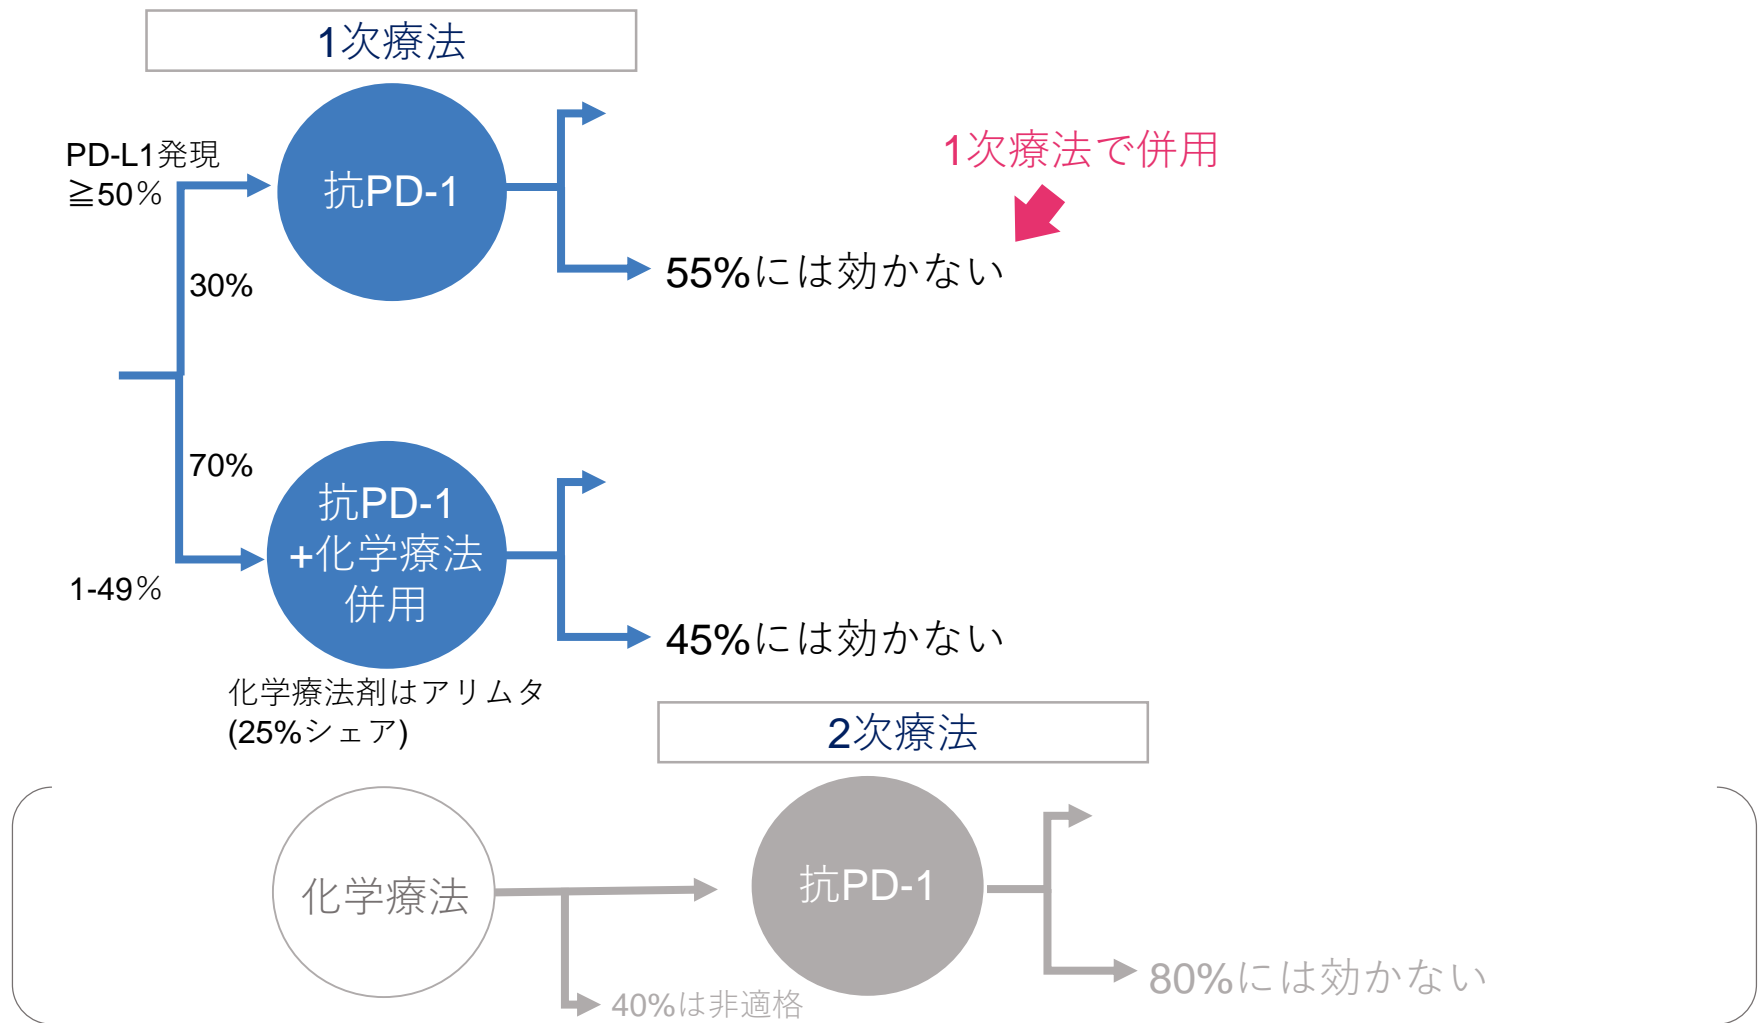 1次療法
PD-L1発現
≧50%
抗PD-1
1次療法で併用
55%には効かない
30%
70%
抗PD-1
+化学療法
併用
1-49%
45%には効かない
化学療法剤はアリムタ
(25%シェア)
2次療法
化学療法
抗PD-1
80%には効かない
40%は非適格